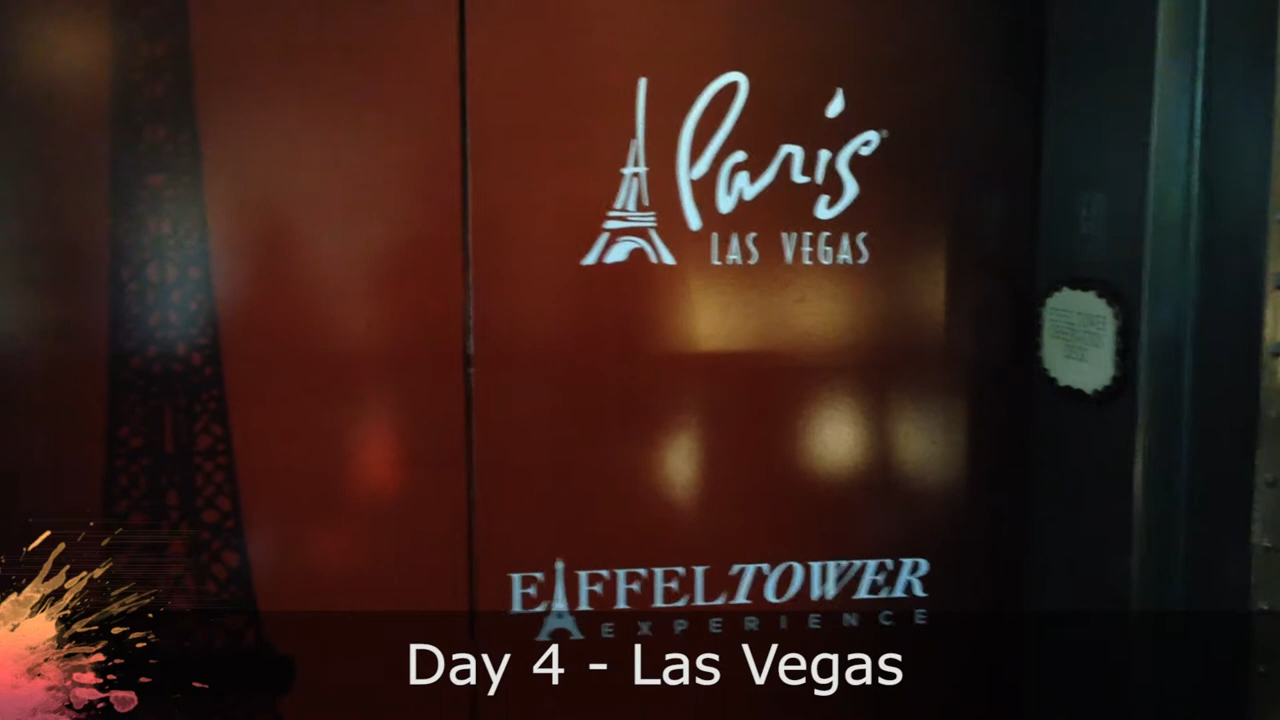 Paris
LAS VEGAS
EIFFELTOWER
EXPERIENCE
Day 4 - Las Vegas